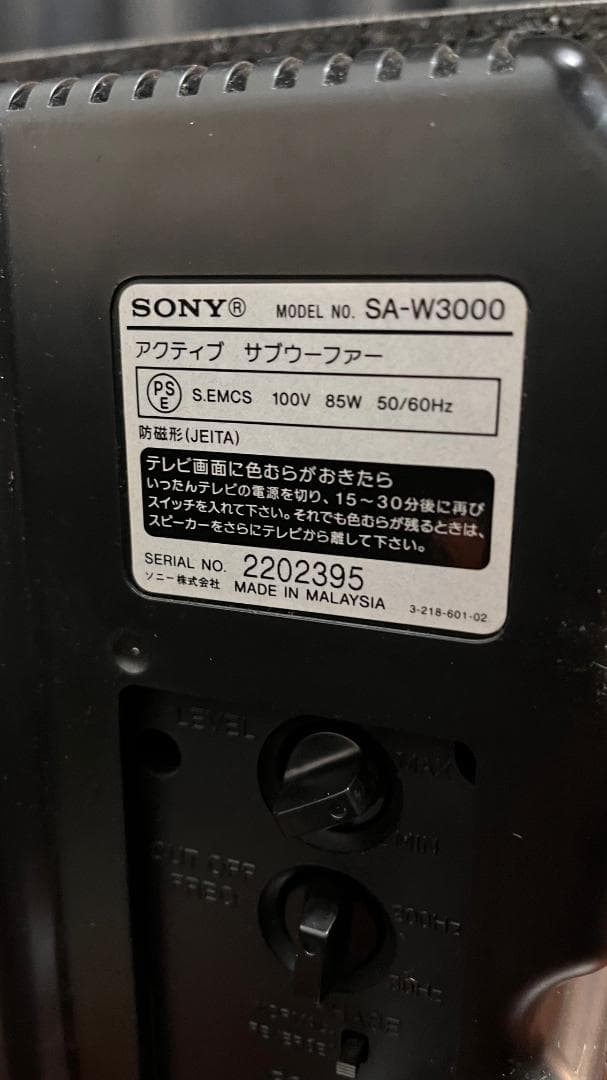 SONY® MODEL NO. SA-W3000
アクティブ サブウーファー
PSE S.EMCS 100V 85W 50/60Hz
防磁形(JEITA)
テレビ画面に色むらがおきたら
いったんテレビの電源を切り、15〜30分後に再び
スイッチを入れて下さい。それでも色むらが残るときは、
スピーカーをさらにテレビから離して下さい。
SERIAL NO. 2202395
ソニー株式会社 MADE IN MALAYSIA 3-218-601-02
LEVEL
MAX
MIN
CUT OFF
FREQ
200Hz
50Hz
PHASE
NORMAL
REVERSE